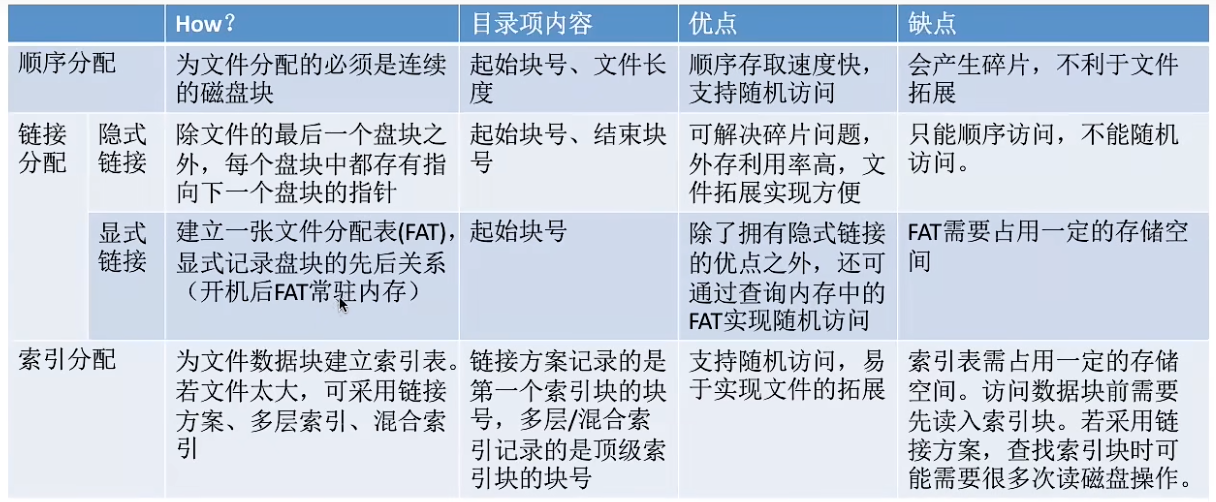 How？ 目录项内容 优点 缺点
顺序分配 为文件分配的必须是连续 起始块号、文件长 顺序存取速度快， 会产生碎片，不利于文件
的磁盘块 度 支持随机访问 拓展
链接 隐式 除文件的最后一个盘块之 起始块号、结束块 可解决碎片问题， 只能顺序访问，不能随机
分配 链接 外，每个盘块中都存有指 号 外存利用率高，文 访问。
向下一个盘块的指针 件拓展实现方便
显式 建立一张文件分配表(FAT)， 起始块号 除了拥有隐式链接 FAT需要占用一定的存储空
链接 显式记录盘块的先后关系 的优点之外，还可 间
（开机后FAT常驻内存） 通过查询内存中的
FAT实现随机访问
索引分配 为文件数据块建立索引表。 链接方案记录的是 支持随机访问，易 索引表需占用一定的存储
若文件太大，可采用链接 第一个索引块的块 于实现文件的拓展 空间。访问数据块前需要
方案、多层索引、混合索 号，多层/混合索 先读入索引块。若采用链
引 引记录的是顶级索 接方案，查找索引块时可
引块的块号 能需要很多次读磁盘操作。